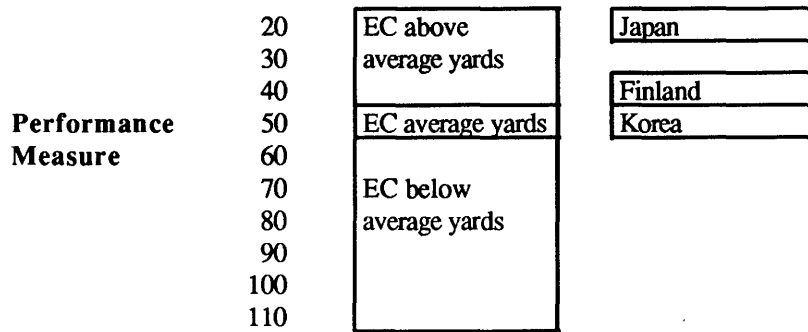 20 EC above Japan
30 average yards
40 Finland
Performance 50 EC average yards Korea
Measure 60
70 EC below
80 average yards
90
100
110